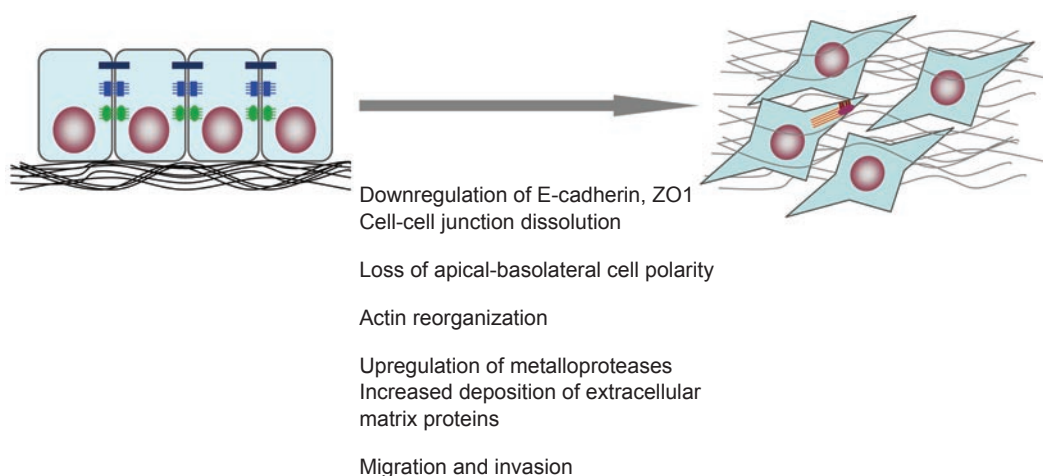 Downregulation of E-cadherin, ZO1
Cell-cell junction dissolution
Loss of apical-basolateral cell polarity
Actin reorganization
Upregulation of metalloproteases
Increased deposition of extracellular
matrix proteins
Migration and invasion